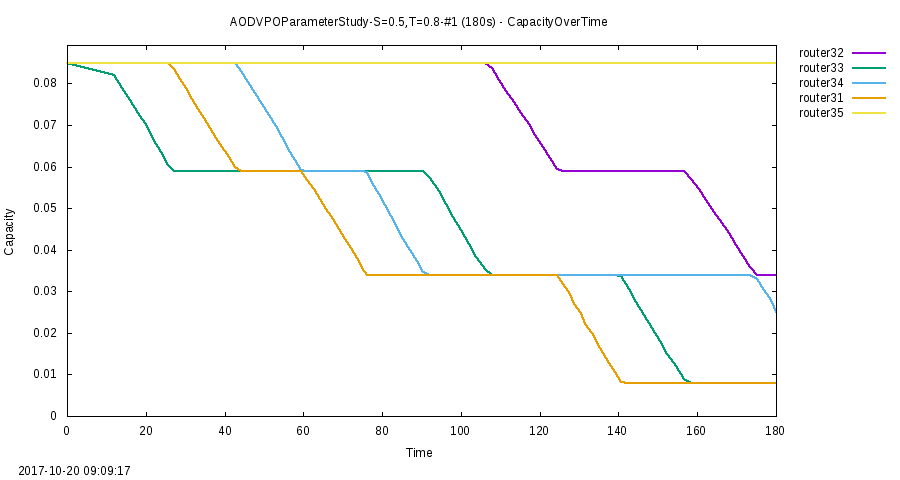 AODVPOParameterStudy-S=0.5,T=0.8-#1 (180s) - CapacityOverTime
router32
router33
router34
router31
router35
Capacity
0.08
0.07
0.06
0.05
0.04
0.03
0.02
0.01
0
0 20 40 60 80 100 120 140 160 180
Time
2017-10-20 09:09:17